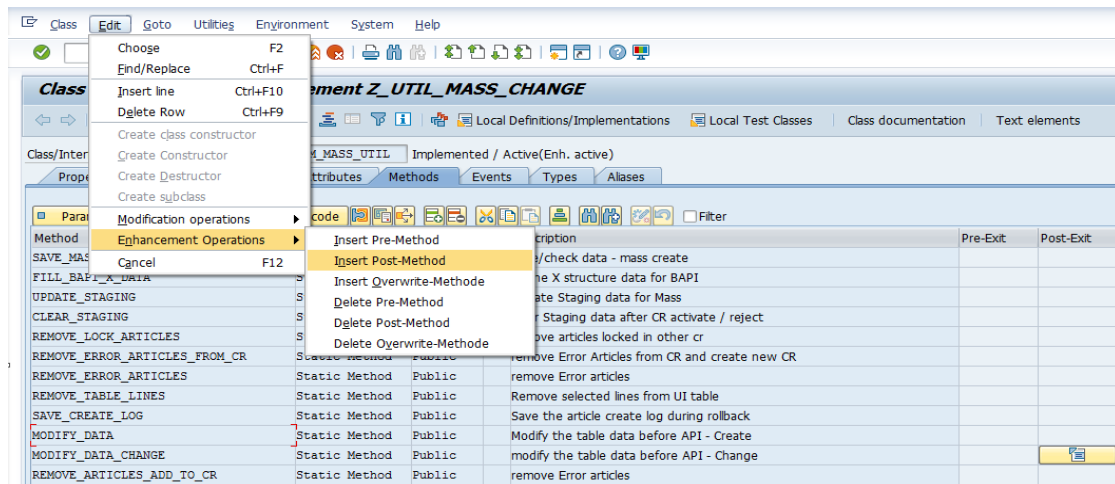 Class Edit Goto Utilities Environment System Help
Choose F2
Find/Replace Ctrl+F
Class ement Z_UTIL_MASS_CHANGE
Insert line Ctrl+F10
Delete Row Ctrl+F9
Local Definitions/Implementations Local Test Classes Class documentation Text elements
Create class constructor
Class/Inter Create Constructor M_MASS_UTIL Implemented / Active(Enh. active)
Prope Create Destructor ttributes Methods Events Types Aliases
Create subclass
Parar Modification operations code Filter
Method Enhancement Operations Insert Pre-Method cription Pre-Exit Post-Exit
SAVE_MAS Cancel F12 Insert Post-Method e/check data - mass create
FILL_BAPI_X_DATA S Insert Overwrite-Methode he X structure data for BAPI
UPDATE_STAGING S Delete Pre-Method ate Staging data for Mass
CLEAR_STAGING S Delete Post-Method r Staging data after CR activate / reject
REMOVE_LOCK_ARTICLES S Delete Overwrite-Methode ove articles locked in other cr
REMOVE_ERROR_ARTICLES_FROM_CR Static Method Public remove Error Articles from CR and create new CR
REMOVE_ERROR_ARTICLES Static Method Public remove Error articles
REMOVE_TABLE_LINES Static Method Public Remove selected lines from UI table
SAVE_CREATE_LOG Static Method Public Save the article create log during rollback
MODIFY_DATA Static Method Public Modify the table data before API - Create
MODIFY_DATA_CHANGE Static Method Public modify the table data before API - Change
REMOVE_ARTICLES_ADD_TO_CR Static Method Public remove Error articles